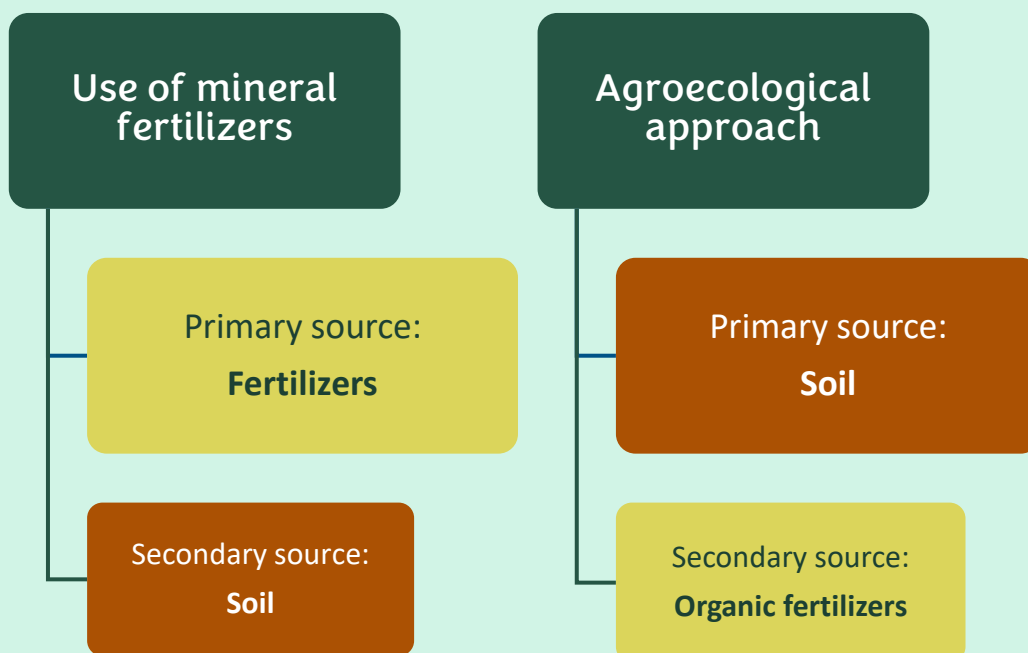 Use of mineral
fertilizers
Primary source:
Fertilizers
Secondary source:
Soil
Agroecological
approach
Primary source:
Soil
Secondary source:
Organic fertilizers